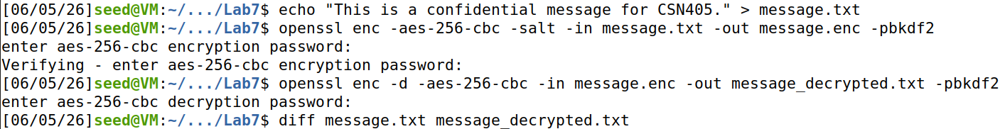 [06/05/26]seed@VM:~/.../Lab7$ echo "This is a confidential message for CSN405." > message.txt
[06/05/26]seed@VM:~/.../Lab7$ openssl enc -aes-256-cbc -salt -in message.txt -out message.enc -pbkdf2
enter aes-256-cbc encryption password:
Verifying - enter aes-256-cbc encryption password:
[06/05/26]seed@VM:~/.../Lab7$ openssl enc -d -aes-256-cbc -in message.enc -out message_decrypted.txt -pbkdf2
enter aes-256-cbc decryption password:
[06/05/26]seed@VM:~/.../Lab7$ diff message.txt message_decrypted.txt